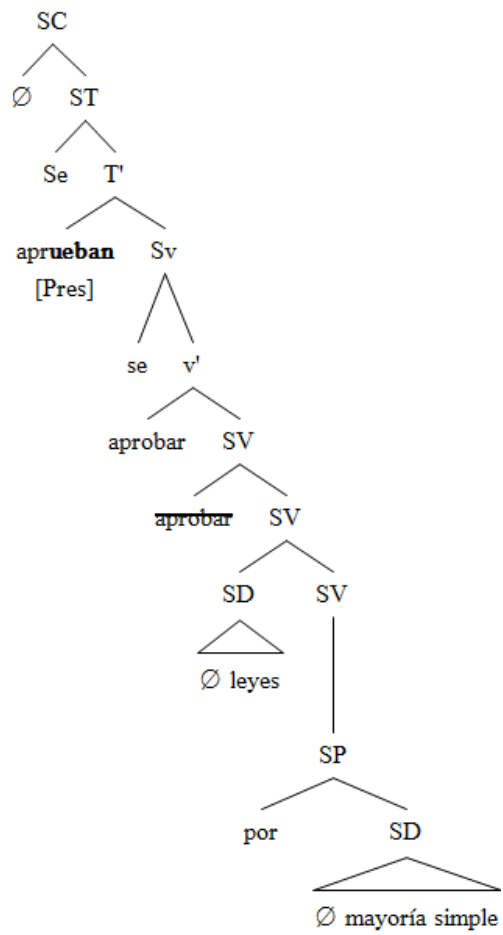 SC
∅ ST
Se T'
aprueban Sv
[Pres]
se v'
aprobar SV
aprobar SV
SD SV
∅ leyes
SP
por SD
∅ mayoría simple